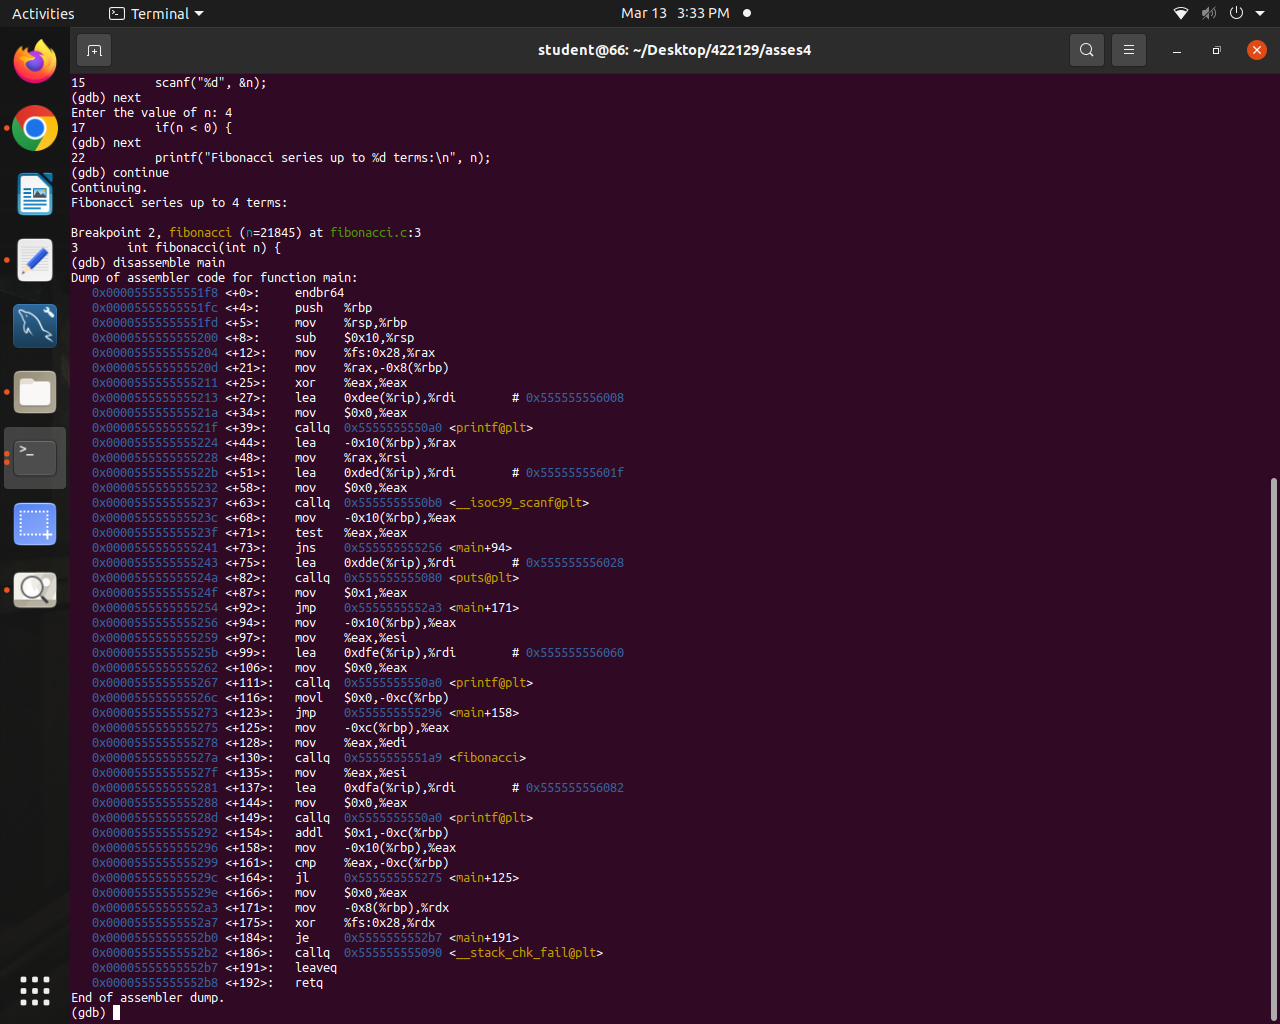 Activities Terminal Mar 13 3:33 PM
student@66: ~/Desktop/422129/asses4
15 scanf("%d", &n);
(gdb) next
Enter the value of n: 4
17 if(n < 0) {
(gdb) next
22 printf("Fibonacci series up to %d terms:\n", n);
(gdb) continue
Continuing.
Fibonacci series up to 4 terms:
Breakpoint 2, fibonacci (n=21845) at fibonacci.c:3
3 int fibonacci(int n) {
(gdb) disassemble main
Dump of assembler code for function main:
0x00005555555551f8 <+0>: endbr64
0x00005555555551fc <+4>: push %rbp
0x00005555555551fd <+5>: mov %rsp,%rbp
0x0000555555555200 <+8>: sub $0x10,%rsp
0x0000555555555204 <+12>: mov %fs:0x28,%rax
0x000055555555520d <+21>: mov %rax,-0x8(%rbp)
0x0000555555555211 <+25>: xor %eax,%eax
0x0000555555555213 <+27>: lea 0xdee(%rip),%rdi # 0x555555556008
0x000055555555521a <+34>: mov $0x0,%eax
0x000055555555521f <+39>: callq 0x5555555550a0 <printf@plt>
0x0000555555555224 <+44>: lea -0x10(%rbp),%rax
0x0000555555555228 <+48>: mov %rax,%rsi
0x000055555555522b <+51>: lea 0xded(%rip),%rdi # 0x55555555601f
0x0000555555555232 <+58>: mov $0x0,%eax
0x0000555555555237 <+63>: callq 0x5555555550b0 <__isoc99_scanf@plt>
0x000055555555523c <+68>: mov -0x10(%rbp),%eax
0x000055555555523f <+71>: test %eax,%eax
0x0000555555555241 <+73>: jns 0x555555555256 <main+94>
0x0000555555555243 <+75>: lea 0xdde(%rip),%rdi # 0x555555556028
0x000055555555524a <+82>: callq 0x555555555080 <puts@plt>
0x000055555555524f <+87>: mov $0x1,%eax
0x0000555555555254 <+92>: jmp 0x5555555552a3 <main+171>
0x0000555555555256 <+94>: mov -0x10(%rbp),%eax
0x0000555555555259 <+97>: mov %eax,%esi
0x000055555555525b <+99>: lea 0xdfe(%rip),%rdi # 0x555555556060
0x0000555555555262 <+106>: mov $0x0,%eax
0x0000555555555267 <+111>: callq 0x5555555550a0 <printf@plt>
0x000055555555526c <+116>: movl $0x0,-0xc(%rbp)
0x0000555555555273 <+123>: jmp 0x555555555296 <main+158>
0x0000555555555275 <+125>: mov -0xc(%rbp),%eax
0x0000555555555278 <+128>: mov %eax,%edi
0x000055555555527a <+130>: callq 0x5555555551a9 <fibonacci>
0x000055555555527f <+135>: mov %eax,%esi
0x0000555555555281 <+137>: lea 0xdfa(%rip),%rdi # 0x555555556082
0x0000555555555288 <+144>: mov $0x0,%eax
0x000055555555528d <+149>: callq 0x5555555550a0 <printf@plt>
0x0000555555555292 <+154>: addl $0x1,-0xc(%rbp)
0x0000555555555296 <+158>: mov -0x10(%rbp),%eax
0x0000555555555299 <+161>: cmp %eax,-0xc(%rbp)
0x000055555555529c <+164>: jl 0x555555555275 <main+125>
0x000055555555529e <+166>: mov $0x0,%eax
0x00005555555552a3 <+171>: mov -0x8(%rbp),%rdx
0x00005555555552a7 <+175>: xor %fs:0x28,%rdx
0x00005555555552b0 <+184>: je 0x5555555552b7 <main+191>
0x00005555555552b2 <+186>: callq 0x555555555090 <__stack_chk_fail@plt>
0x00005555555552b7 <+191>: leaveq
0x00005555555552b8 <+192>: retq
End of assembler dump.
(gdb)